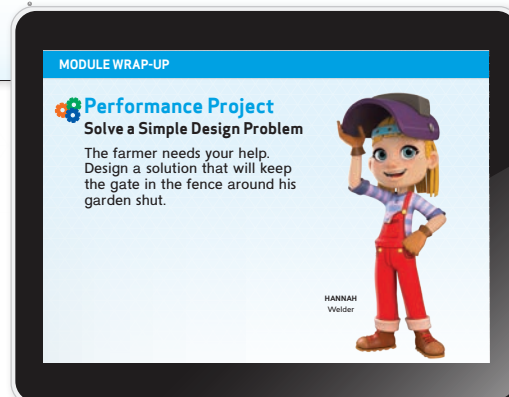 MODULE WRAP-UP
Performance Project
Solve a Simple Design Problem
The farmer needs your help.
Design a solution that will keep
the gate in the fence around his
garden shut.
HANNAH
Welder